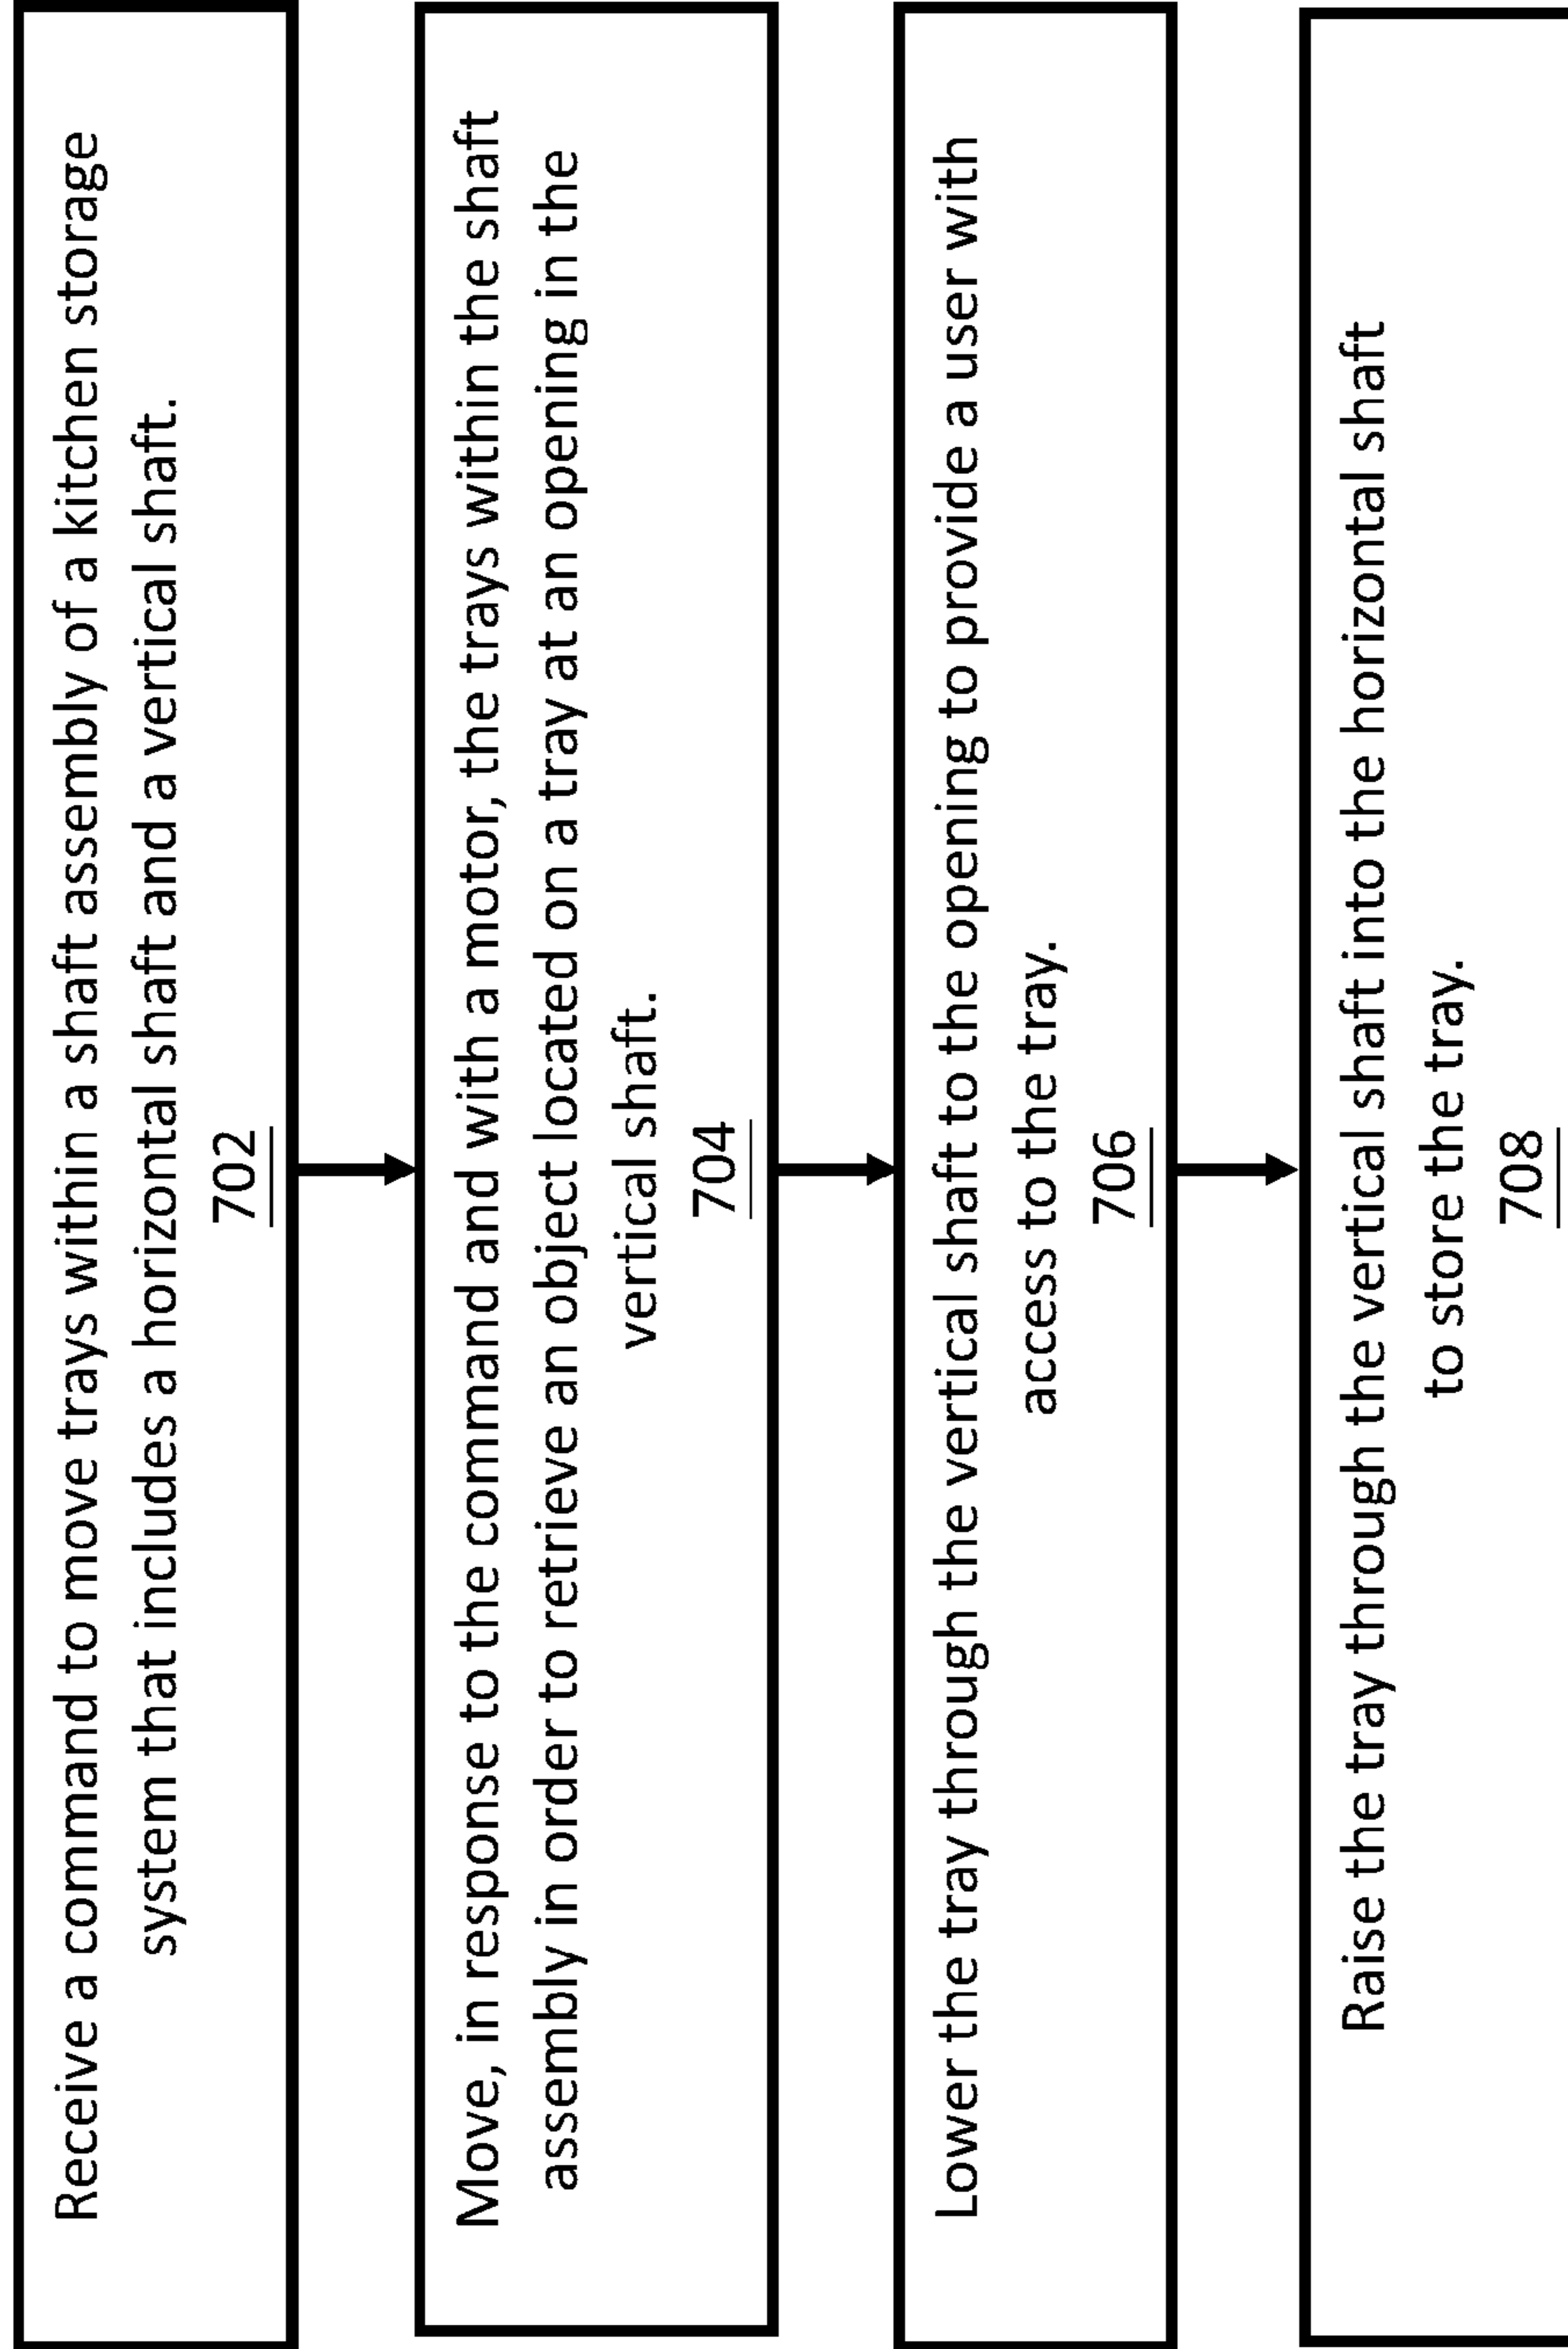 Receive a command to move trays within a shaft assembly of a kitchen storage
system that includes a horizontal shaft and a vertical shaft.
702
Move, in response to the command and with a motor, the trays within the shaft
assembly in order to retrieve an object located on a tray at an opening in the
vertical shaft.
704
Lower the tray through the vertical shaft to the opening to provide a user with
access to the tray.
706
Raise the tray through the vertical shaft into the horizontal shaft
to store the tray.
708